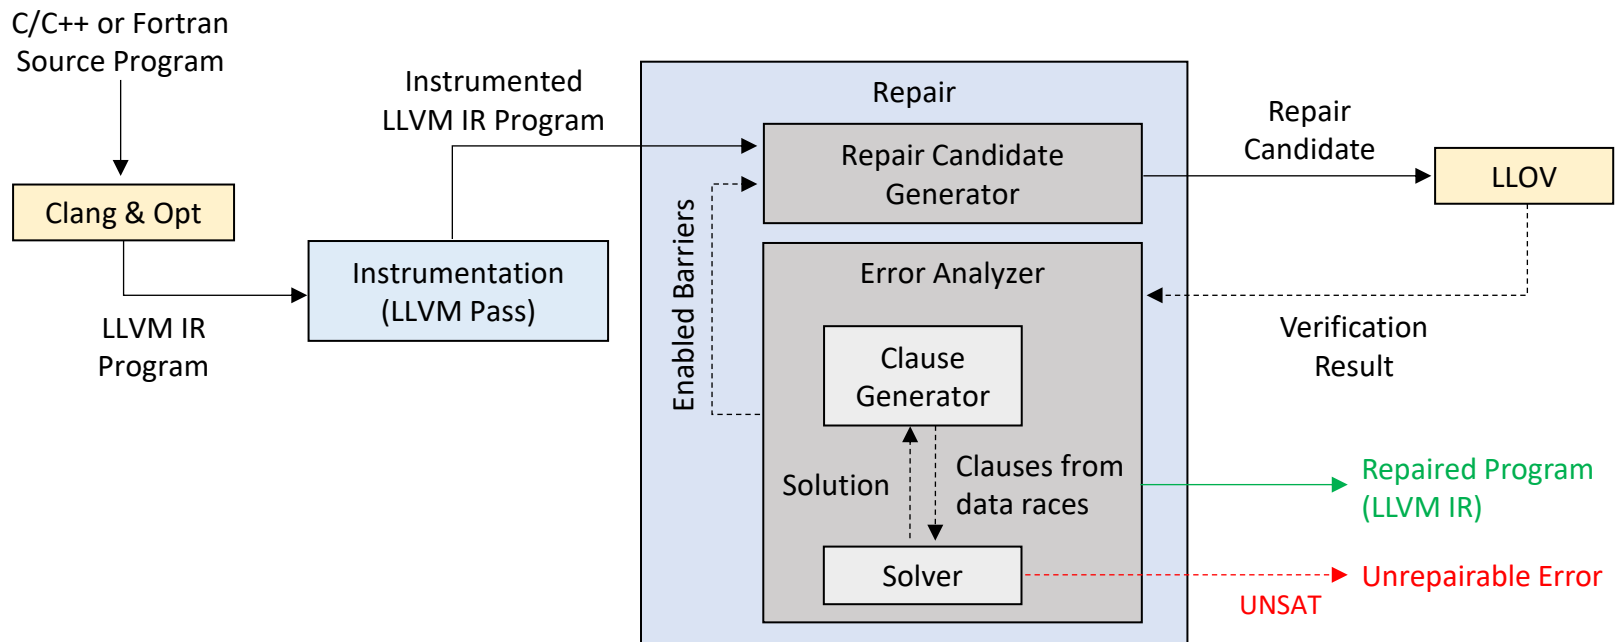 C/C++ or Fortran
Source Program
Clang & Opt
LLVM IR
Program
Instrumentation
(LLVM Pass)
Instrumented
LLVM IR Program
Repair
Repair Candidate
Generator
Enabled Barriers
Error Analyzer
Clause
Generator
Solution
Clauses from
data races
Solver
Repair
Candidate
LLOV
Verification
Result
Repaired Program
(LLVM IR)
UNSAT
Unrepairable Error